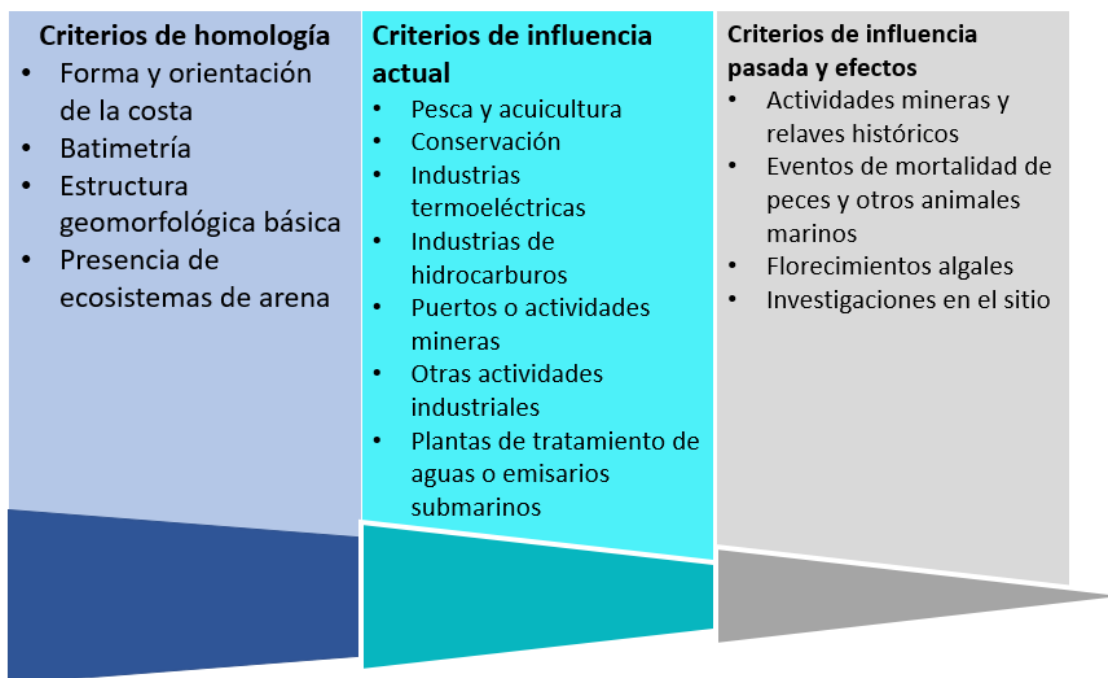 Criterios de homología
• Forma y orientación
de la costa
• Batimetría
• Estructura
geomorfológica básica
• Presencia de
ecosistemas de arena
Criterios de influencia
actual
• Pesca y acuicultura
• Conservación
• Industrias
termoeléctricas
• Industrias de
hidrocarburos
• Puertos o actividades
mineras
• Otras actividades
industriales
• Plantas de tratamiento de
aguas o emisarios
submarinos
Criterios de influencia
pasada y efectos
• Actividades mineras y
relaves históricos
• Eventos de mortalidad de
peces y otros animales
marinos
• Florecimientos algales
• Investigaciones en el sitio